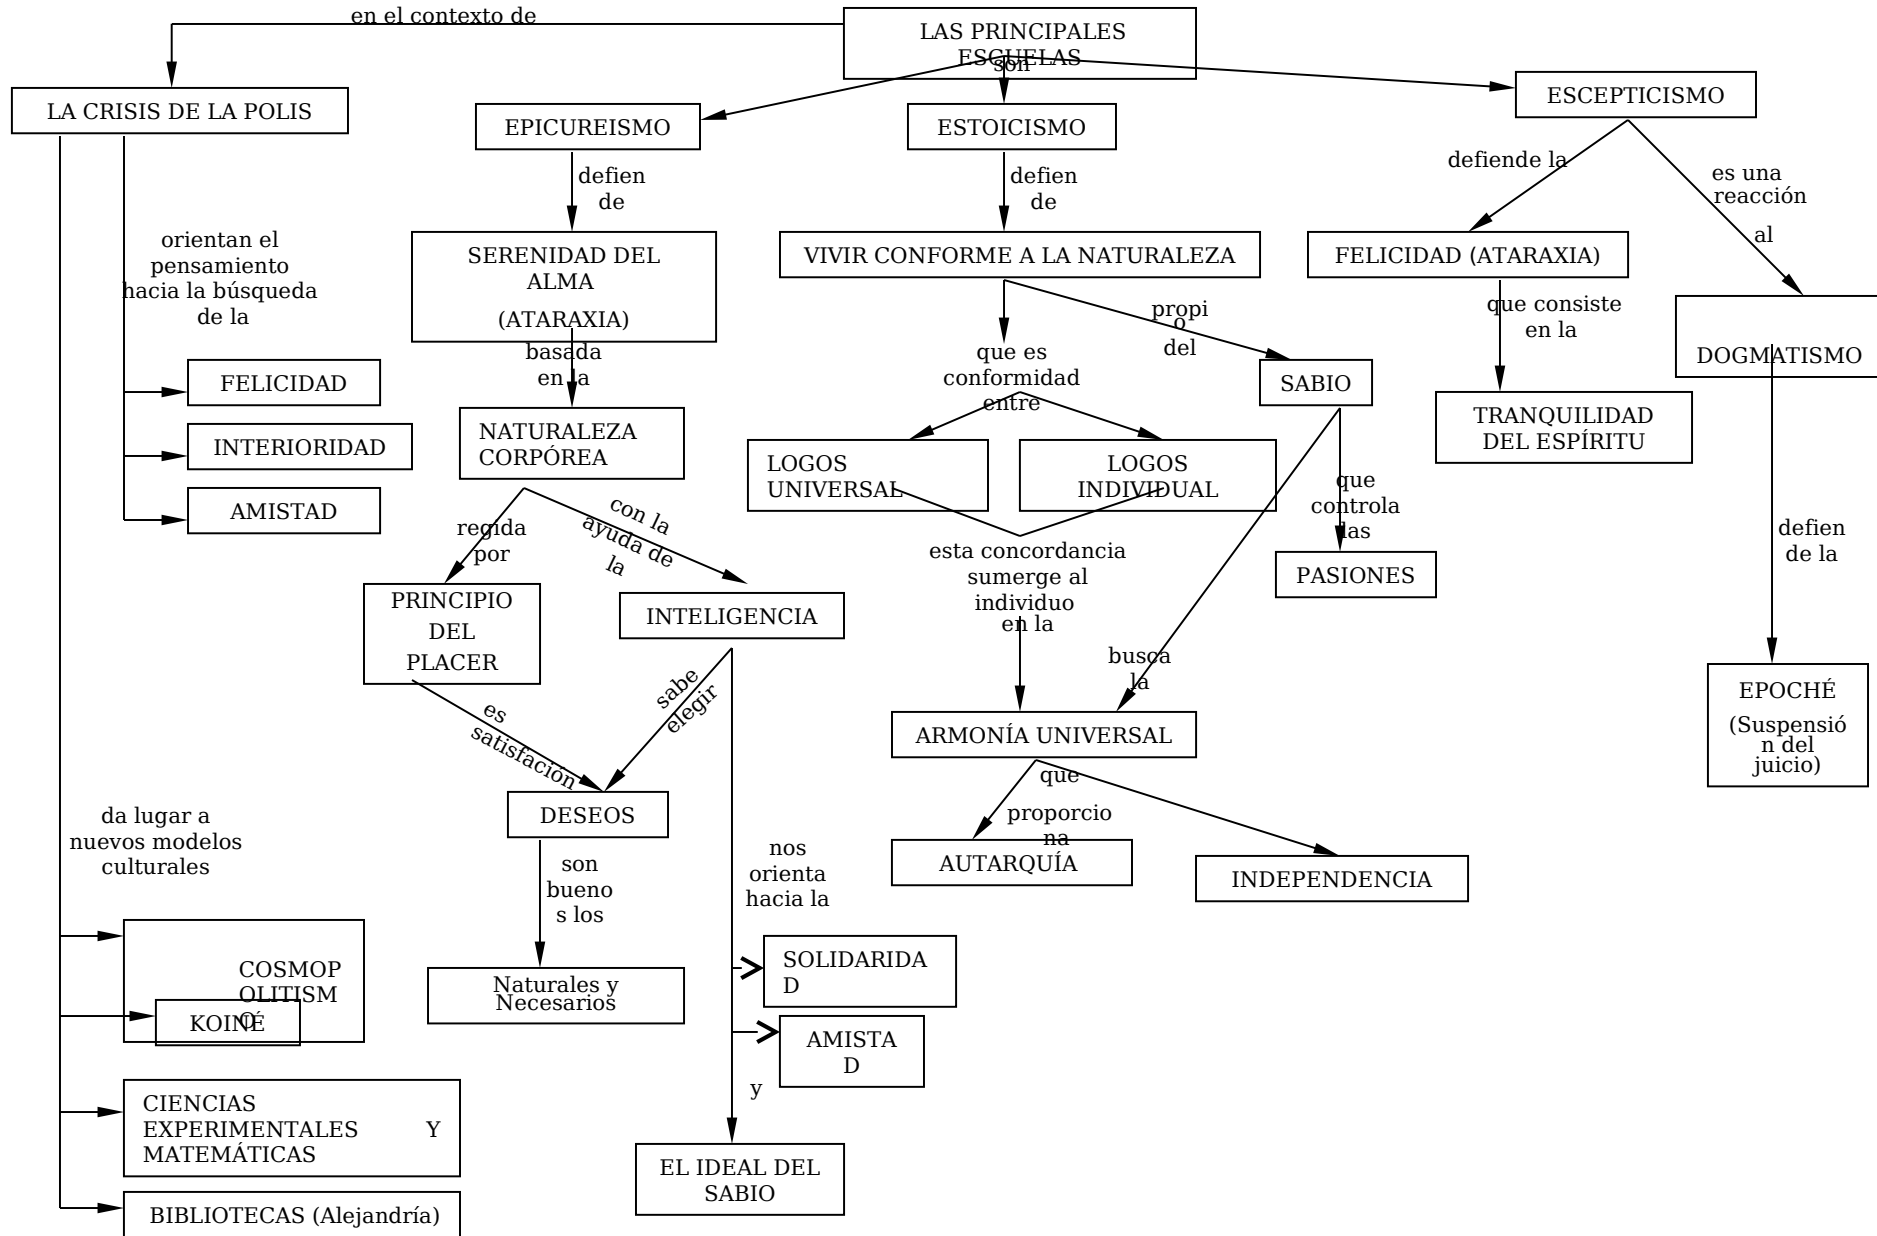 en el contexto de
LAS PRINCIPALES
ESCUELAS
son
LA CRISIS DE LA POLIS
EPICUREISMO
ESTOICISMO
ESCEPTICISMO
defien
de
defien
de
defiende la
es una
reacción
al
orientan el
pensamiento
hacia la búsqueda
de la
SERENIDAD DEL
ALMA
(ATARAXIA)
VIVIR CONFORME A LA NATURALEZA
FELICIDAD (ATARAXIA)
DOGMATISMO
basada
en la
que es
conformidad
entre
propi
o
del
SABIO
que consiste
en la
TRANQUILIDAD
DEL ESPÍRITU
FELICIDAD
INTERIORIDAD
AMISTAD
NATURALEZA
CORPÓREA
LOGOS
UNIVERSAL
LOGOS
INDIVIDUAL
que
controla
las
PASIONES
regida
por
con la
ayuda de
la
esta concordancia
sumerge al
individuo
en la
defien
de la
PRINCIPIO
DEL
PLACER
INTELIGENCIA
busca
la
EPOCHÉ
(Suspensió
n del
juicio)
es
satisfacción
sabe
elegir
ARMONÍA UNIVERSAL
que
proporcio
na
DESEOS
AUTARQUÍA
INDEPENDENCIA
da lugar a
nuevos modelos
culturales
son
bueno
s los
nos
orienta
hacia la
COSMOP
OLITISM
O
KOINÉ
Naturales y
Necesarios
SOLIDARIDA
D
AMISTA
D
y
CIENCIAS
EXPERIMENTALES Y
MATEMÁTICAS
EL IDEAL DEL
SABIO
BIBLIOTECAS (Alejandría)